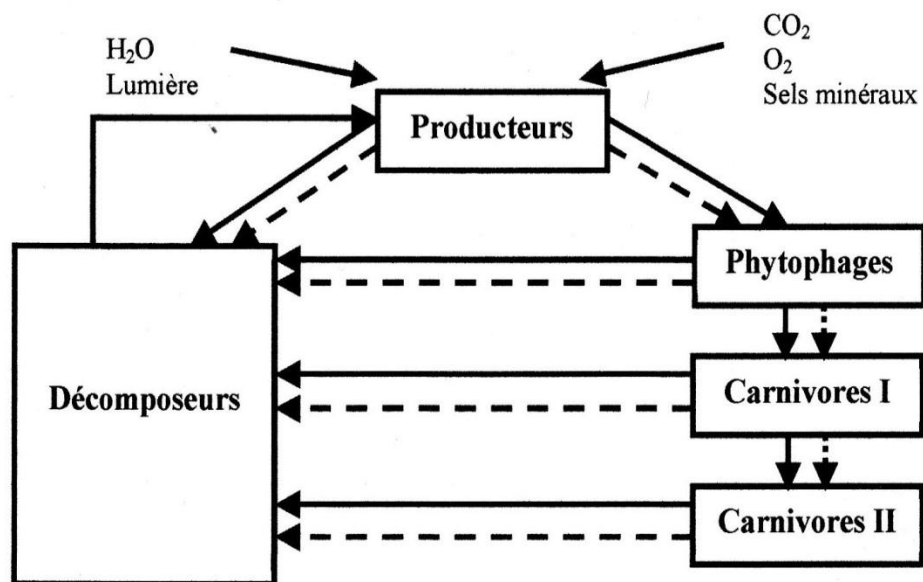 H₂O
Lumière
CO₂
O₂
Sels minéraux
Producteurs
Phytophages
Décomposeurs
Carnivores I
Carnivores II